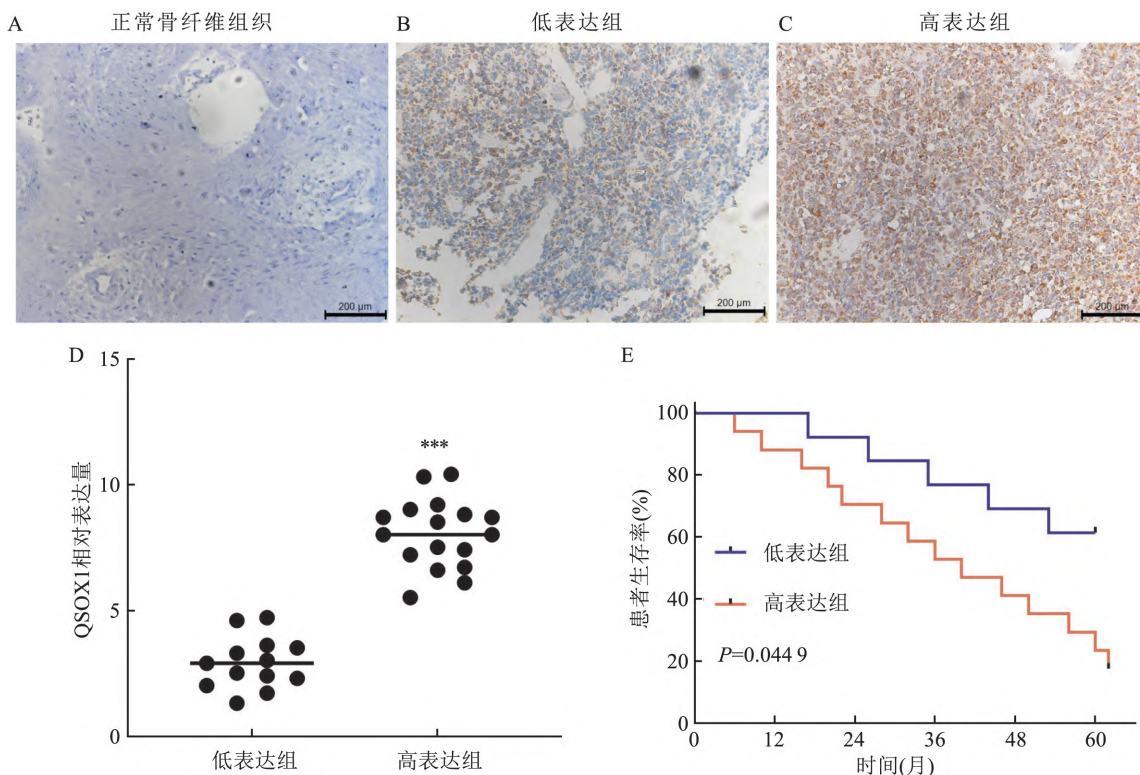 A 正常骨纤维组织
B 低表达组
C 高表达组
200 μm
200 μm
200 μm
D
15
10
5
0
QSOX1相对表达量
***
低表达组
高表达组
E
100
80
60
40
20
0
患者生存率(%)
低表达组
高表达组
P=0.044 9
0 12 24 36 48 60
时间(月)